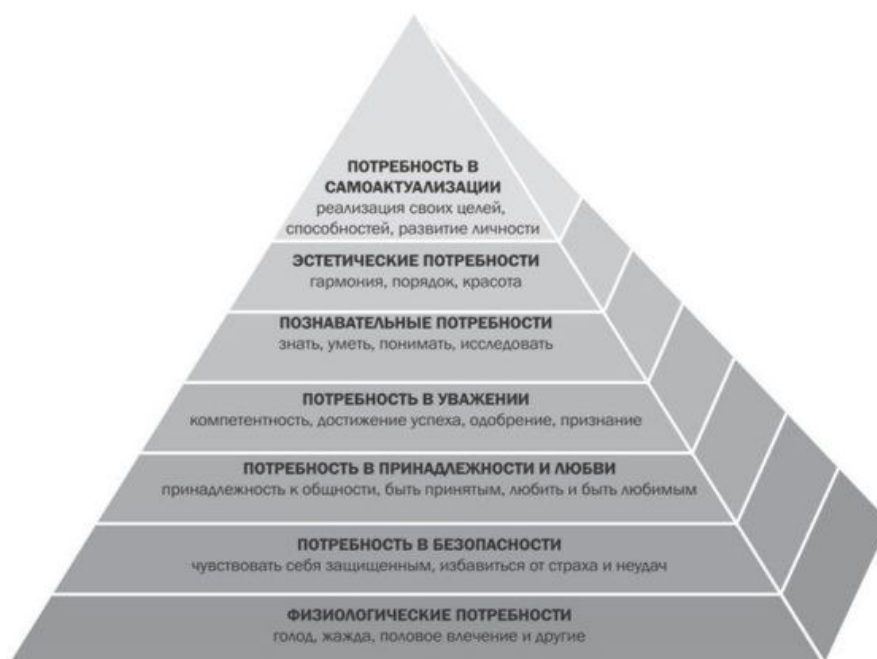 ПОТРЕБНОСТЬ В
САМОАКТУАЛИЗАЦИИ
реализация своих целей,
способностей, развитие личности
ЭСТЕТИЧЕСКИЕ ПОТРЕБНОСТИ
гармония, порядок, красота
ПОЗНАВАТЕЛЬНЫЕ ПОТРЕБНОСТИ
знать, уметь, понимать, исследовать
ПОТРЕБНОСТЬ В УВАЖЕНИИ
компетентность, достижение успеха, одобрение, признание
ПОТРЕБНОСТЬ В ПРИНАДЛЕЖНОСТИ И ЛЮБВИ
принадлежность к общности, быть принятым, любить и быть любимым
ПОТРЕБНОСТЬ В БЕЗОПАСНОСТИ
чувствовать себя защищенным, избавиться от страха и неудач
ФИЗИОЛОГИЧЕСКИЕ ПОТРЕБНОСТИ
голод, жажда, половое влечение и другие